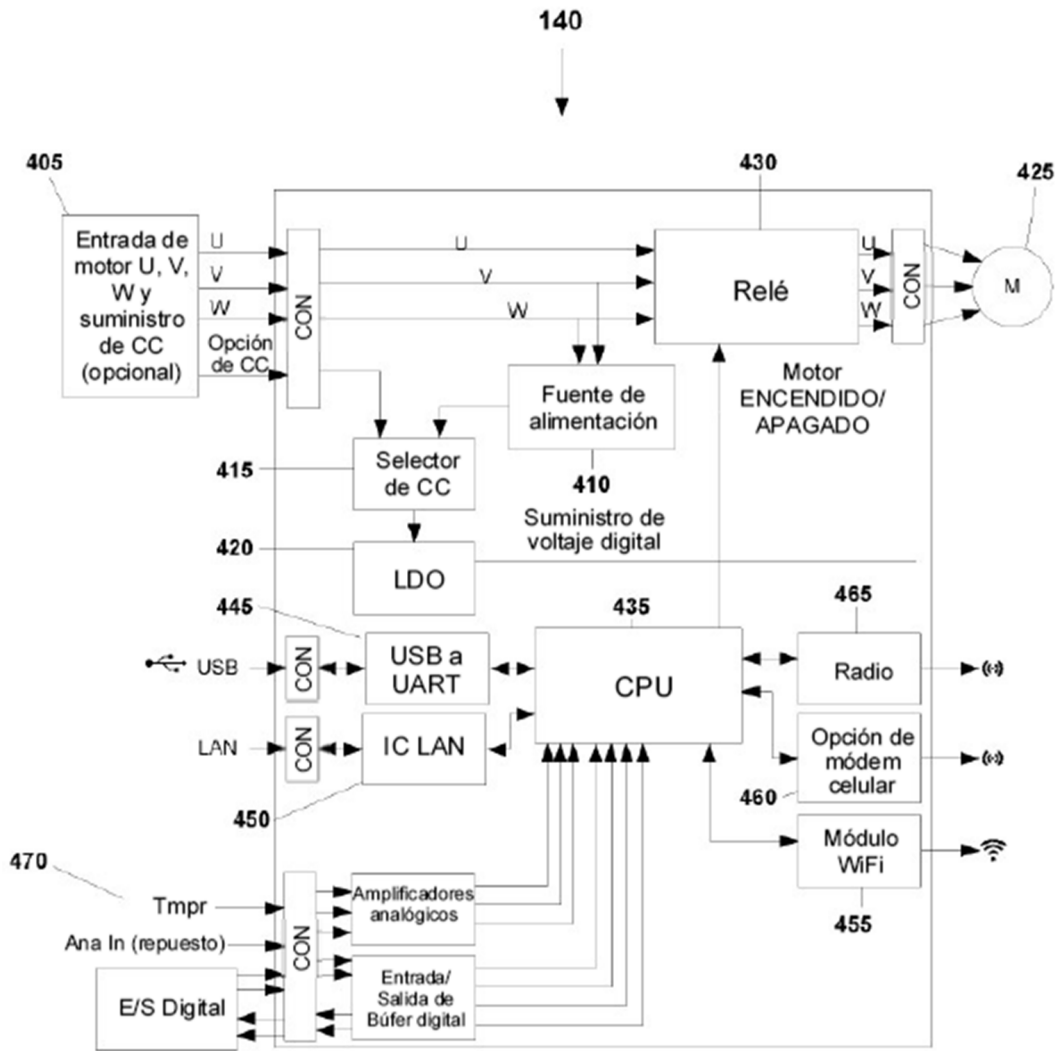 140
405
430
425
Entrada de
motor U, V,
W y
suministro
de CC
(opcional)
U
V
W
Opción
de CC
CON
U
V
W
Relé
U
V
W
CON
M
Motor
ENCENDIDO/
APAGADO
Fuente de
alimentación
410
Suministro de
voltaje digital
415
Selector
de CC
420
LDO
445
435
465
USB
CON
USB a
UART
CPU
Radio
LAN
CON
IC LAN
450
Opción de
módem
celular
460
Módulo
WiFi
455
470
Tmpr
Ana In (repuesto)
E/S Digital
CON
Amplificadores
analógicos
Entrada/
Salida de
Búfer digital